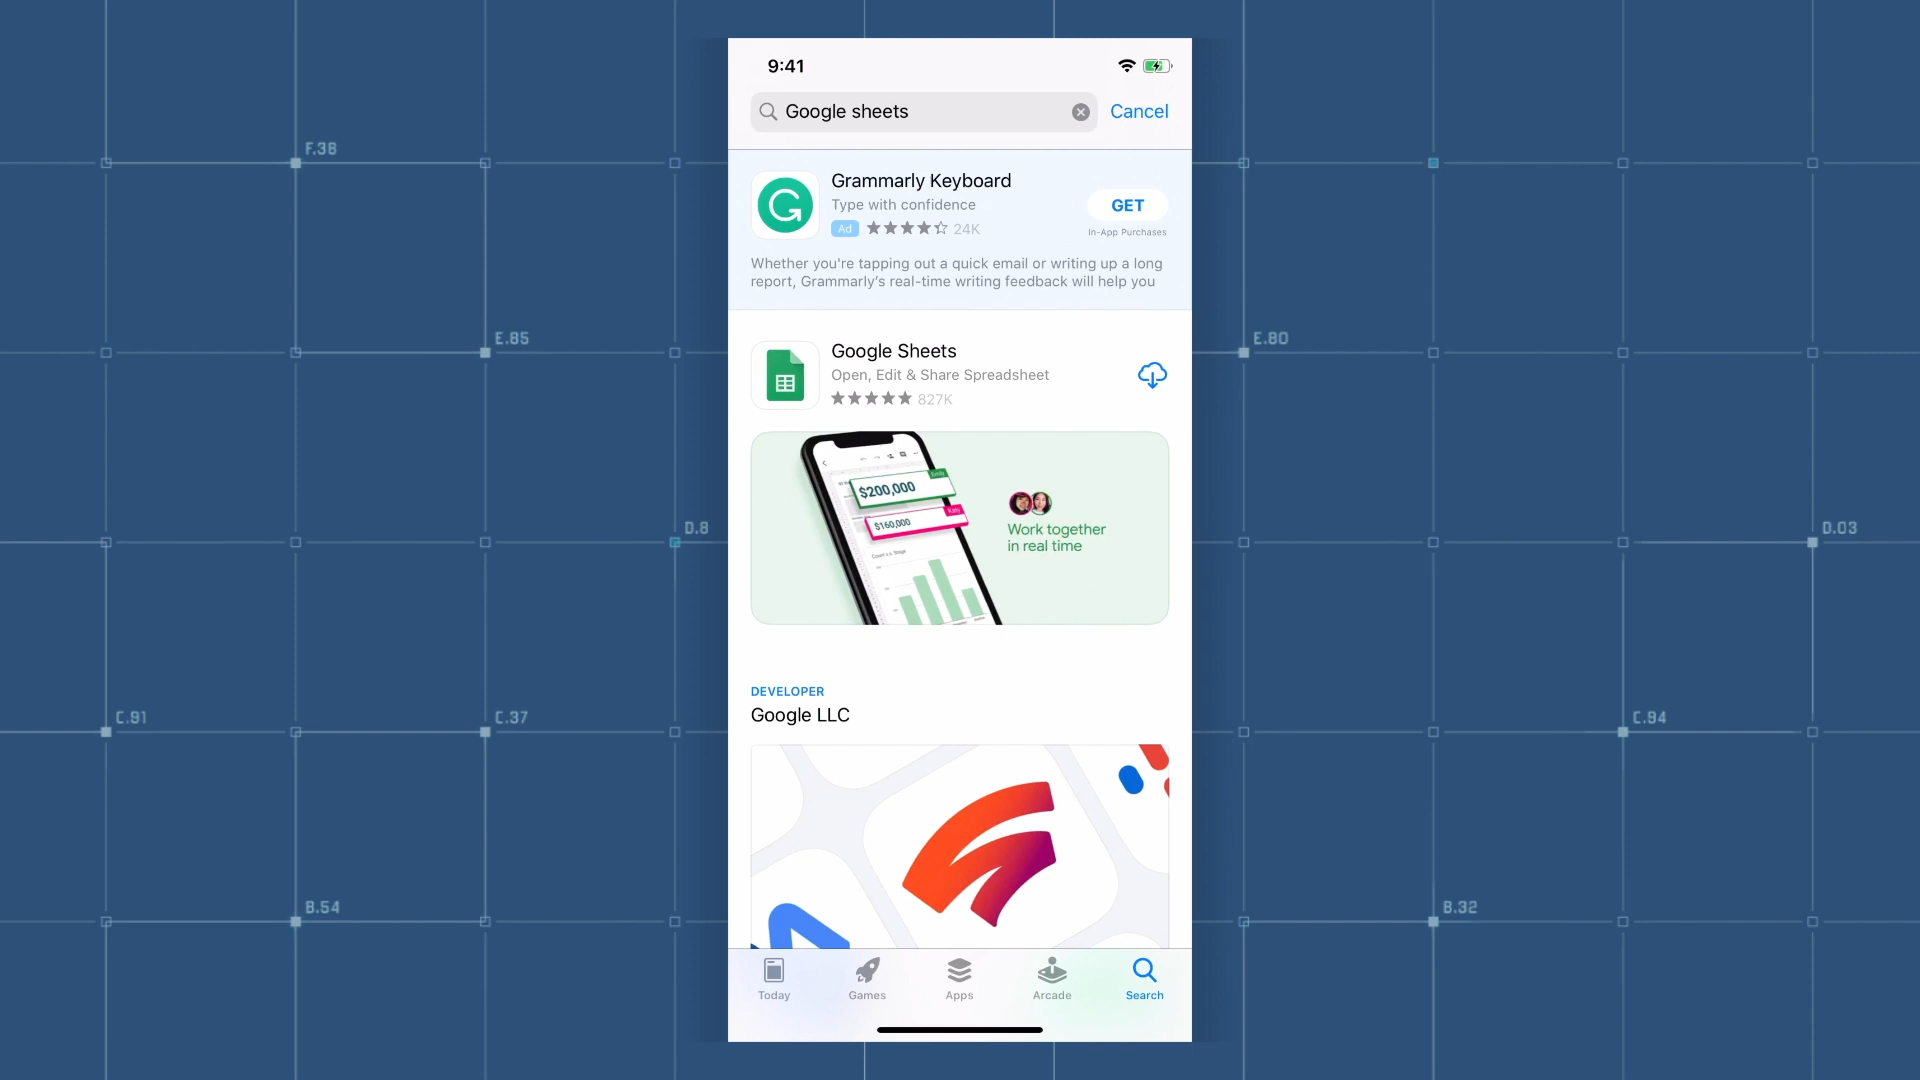 9:41
Google sheets
Cancel
Grammarly Keyboard
Type with confidence
Ad
24K
GET
In-App Purchases
Whether you're tapping out a quick email or writing up a long
report, Grammarly's real-time writing feedback will help you
Google Sheets
Open, Edit & Share Spreadsheet
827K
$200,000
Emily
$160,000
Katy
Work together
in real time
DEVELOPER
Google LLC
Today
Games
Apps
Arcade
Search
F.38
E.85
E.80
D.8
D.03
C.91
C.37
C.94
B.54
B.32